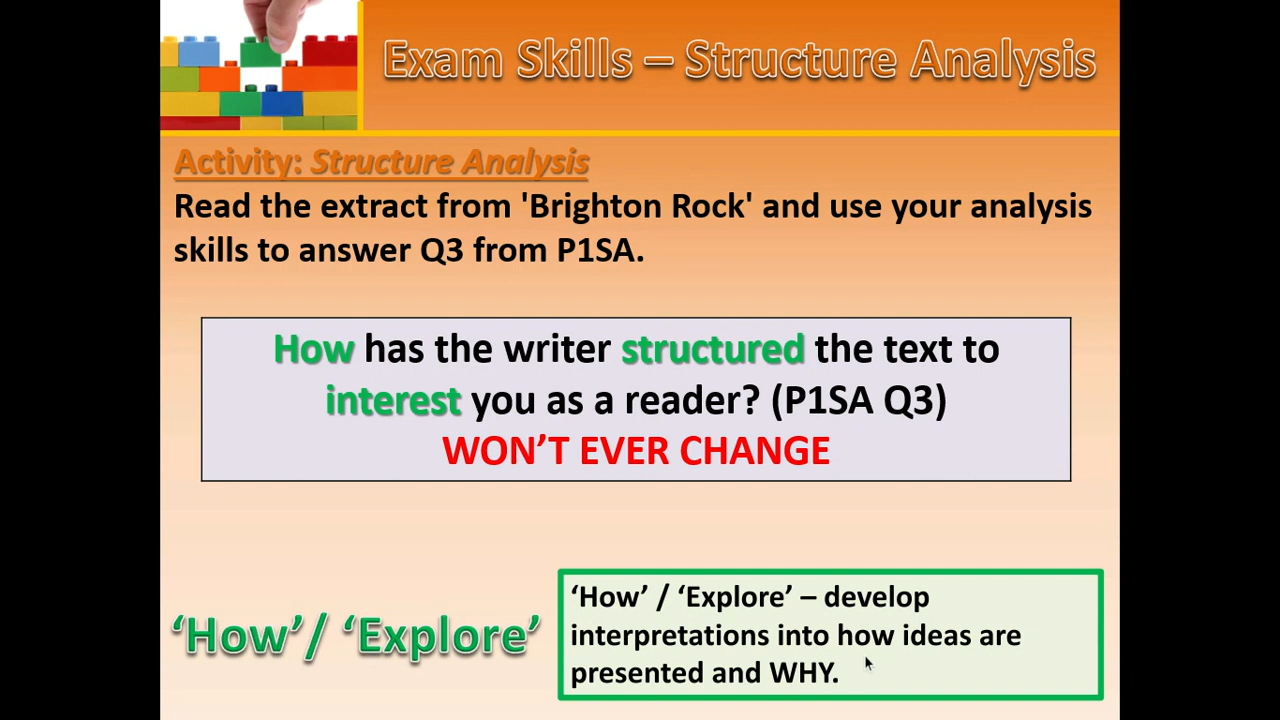 Exam Skills – Structure Analysis
Activity: Structure Analysis
Read the extract from 'Brighton Rock' and use your analysis
skills to answer Q3 from P1SA.
How has the writer structured the text to
interest you as a reader? (P1SA Q3)
WON’T EVER CHANGE
‘How’/ ‘Explore’
‘How’ / ‘Explore’ – develop
interpretations into how ideas are
presented and WHY.